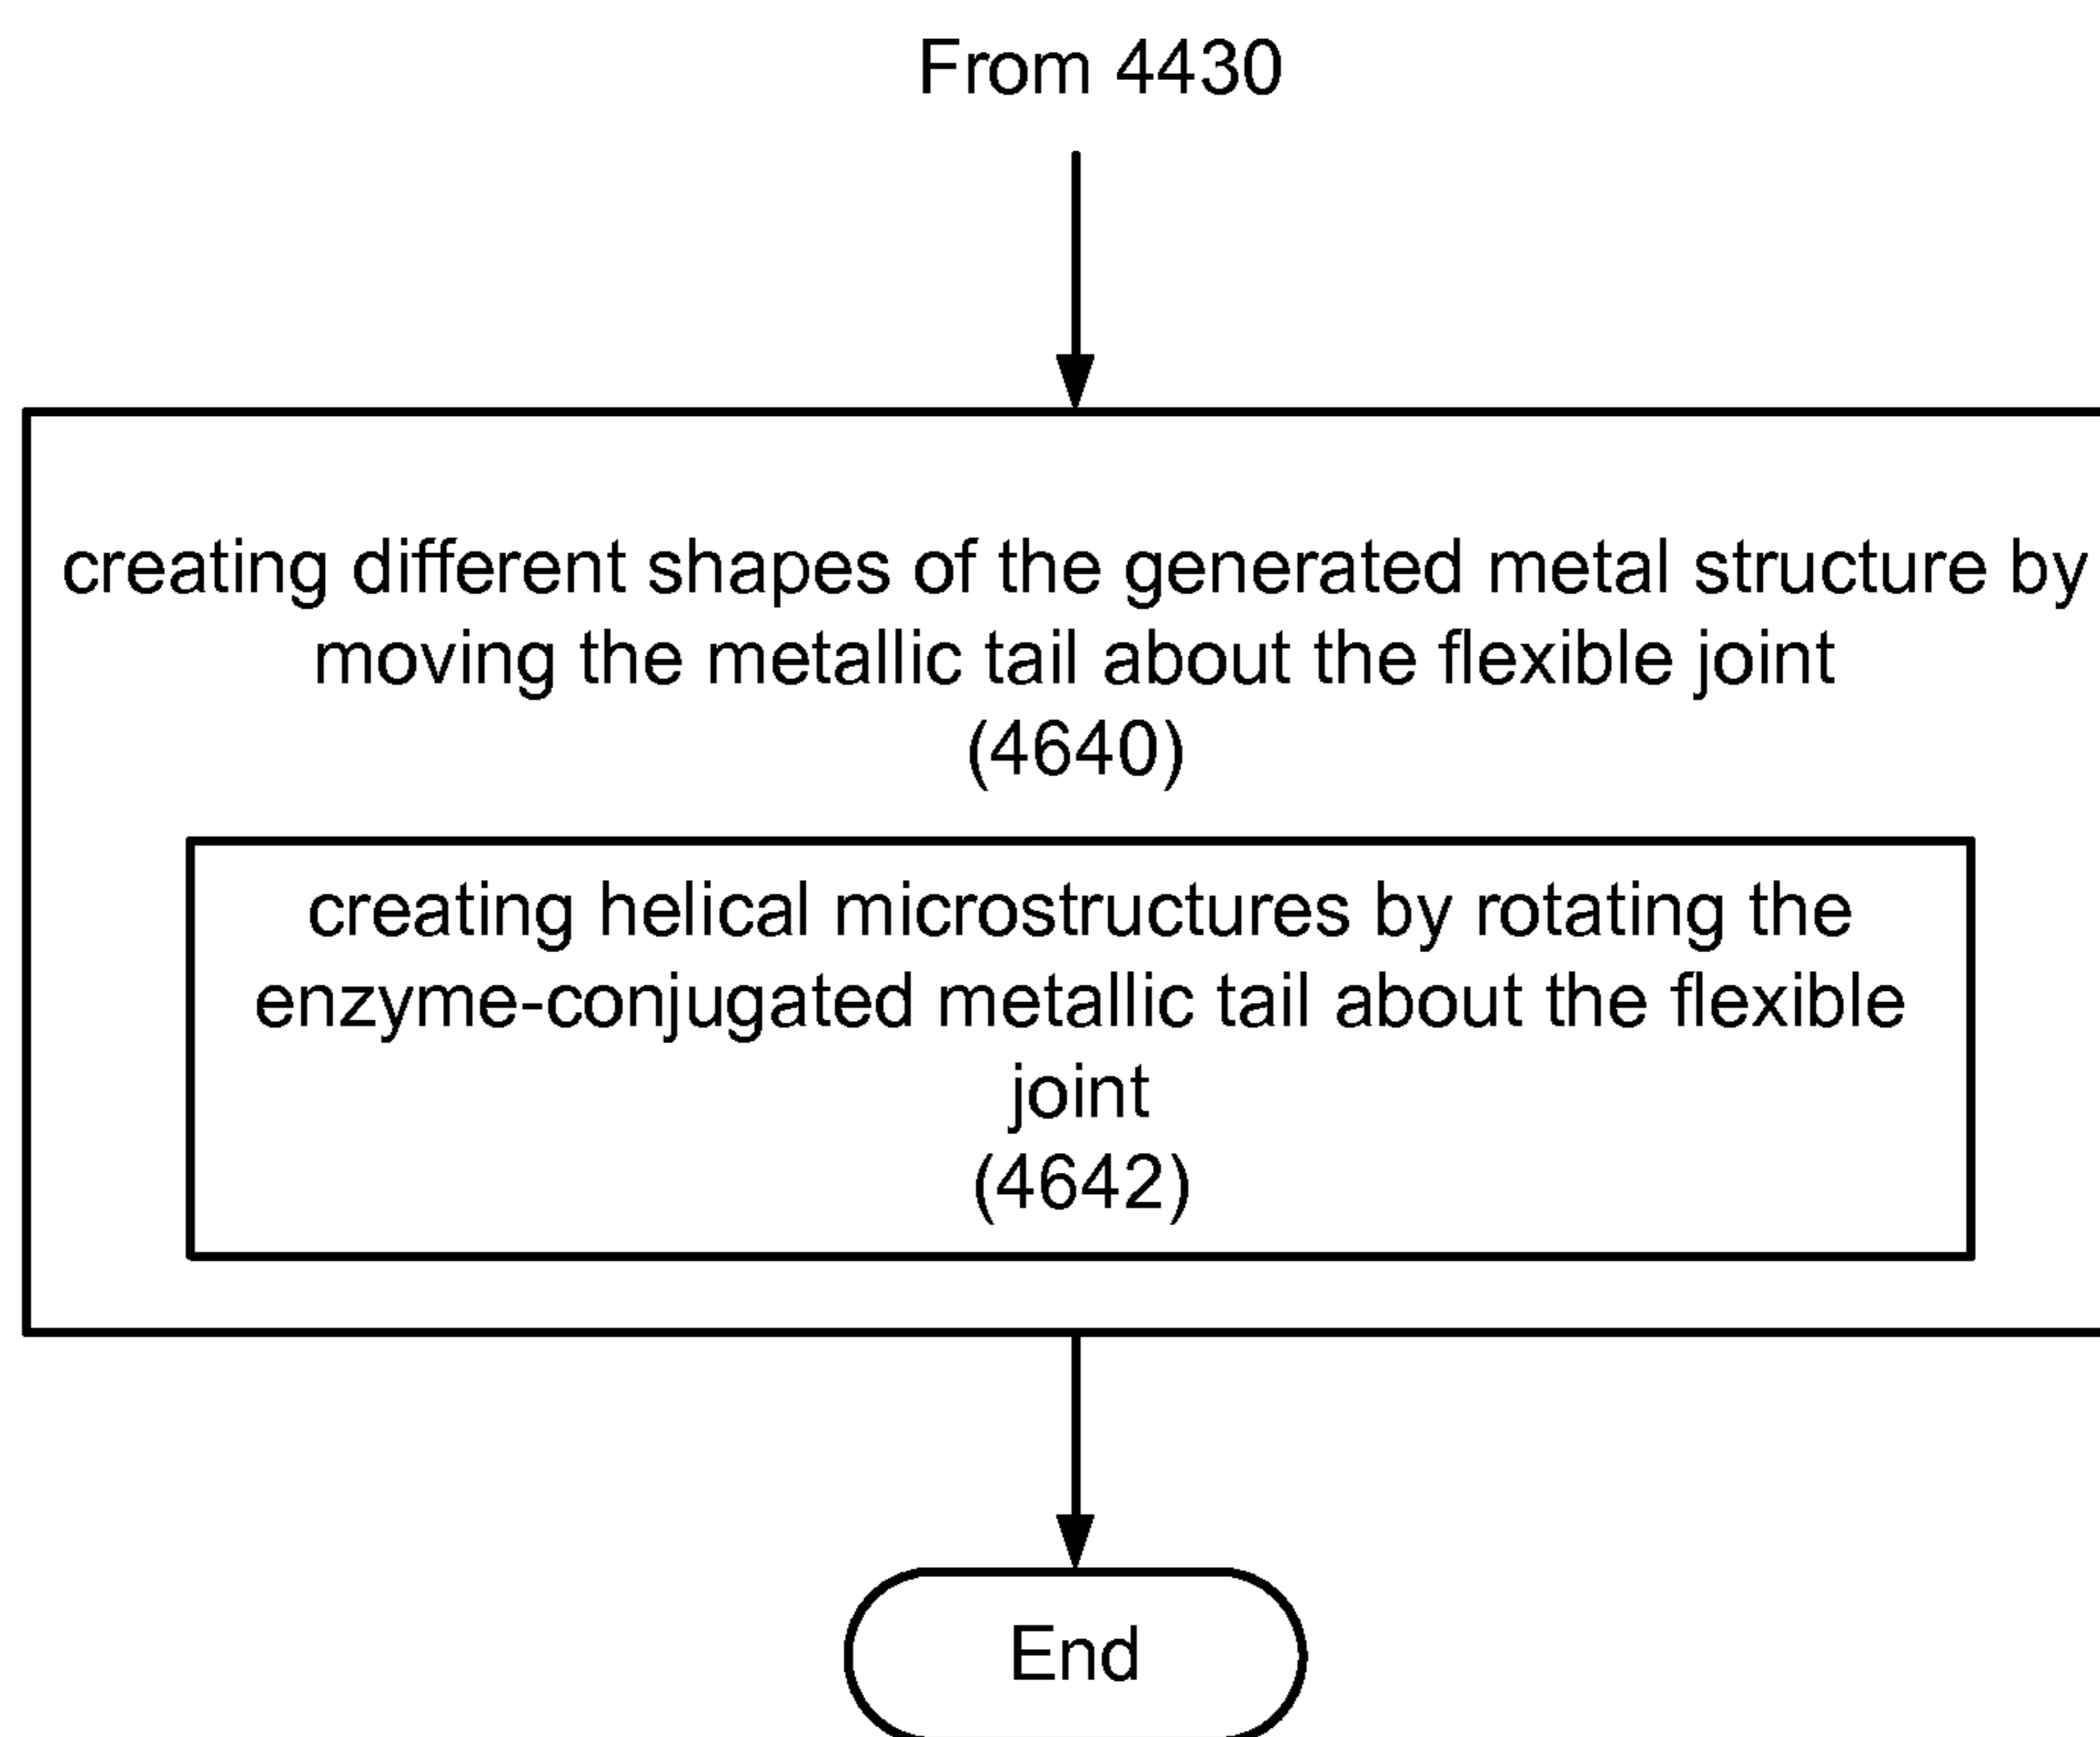 From 4430
creating different shapes of the generated metal structure by
moving the metallic tail about the flexible joint
(4640)
creating helical microstructures by rotating the
enzyme-conjugated metallic tail about the flexible
joint
(4642)
End